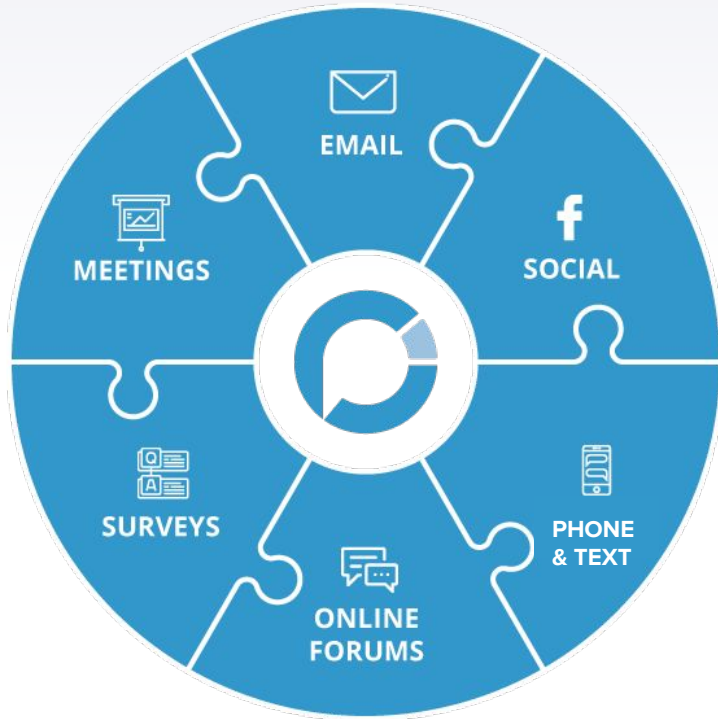 EMAIL
SOCIAL
PHONE
& TEXT
ONLINE
FORUMS
Q
A
SURVEYS
MEETINGS